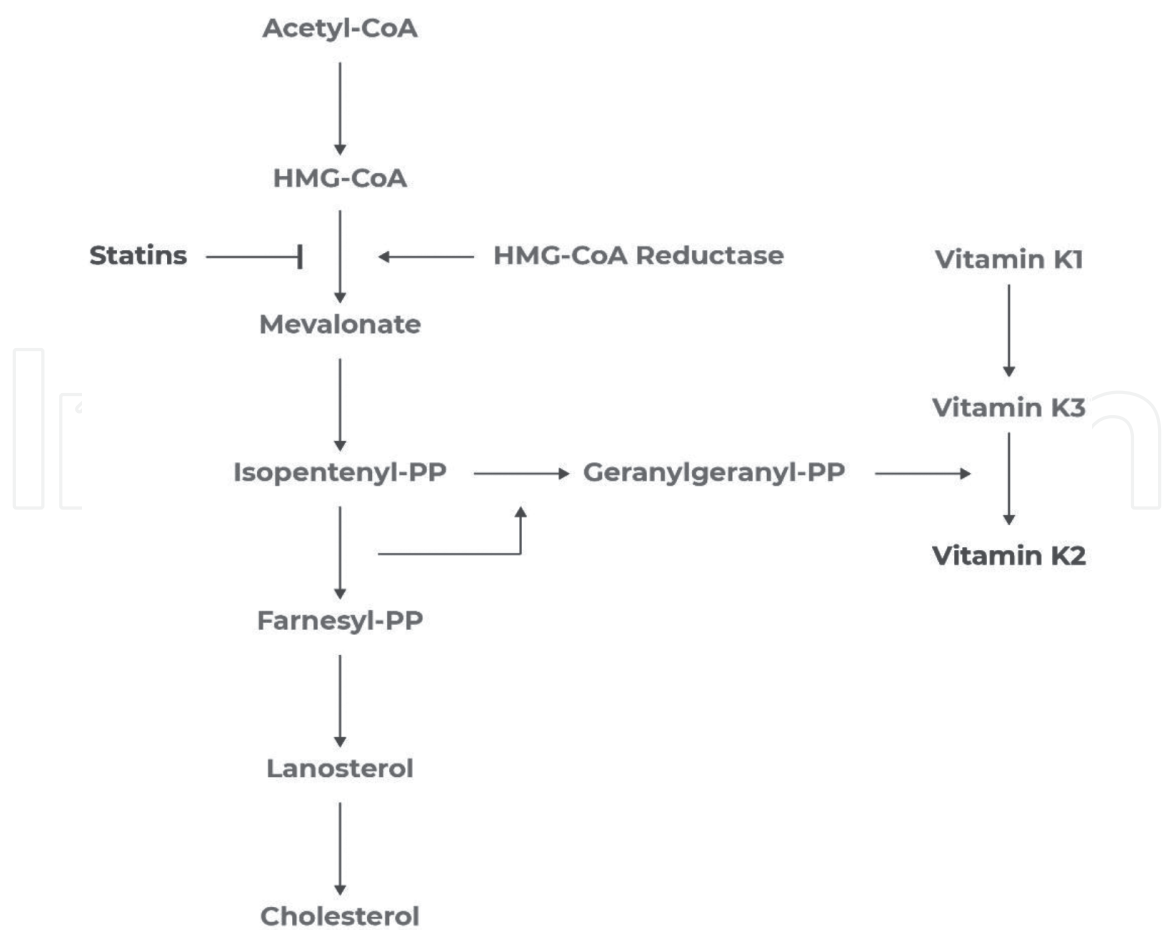 Acetyl-CoA
HMG-CoA
Statins
HMG-CoA Reductase
Vitamin K1
Mevalonate
Vitamin K3
Isopentenyl-PP
Geranylgeranyl-PP
Vitamin K2
Farnesyl-PP
Lanosterol
Cholesterol